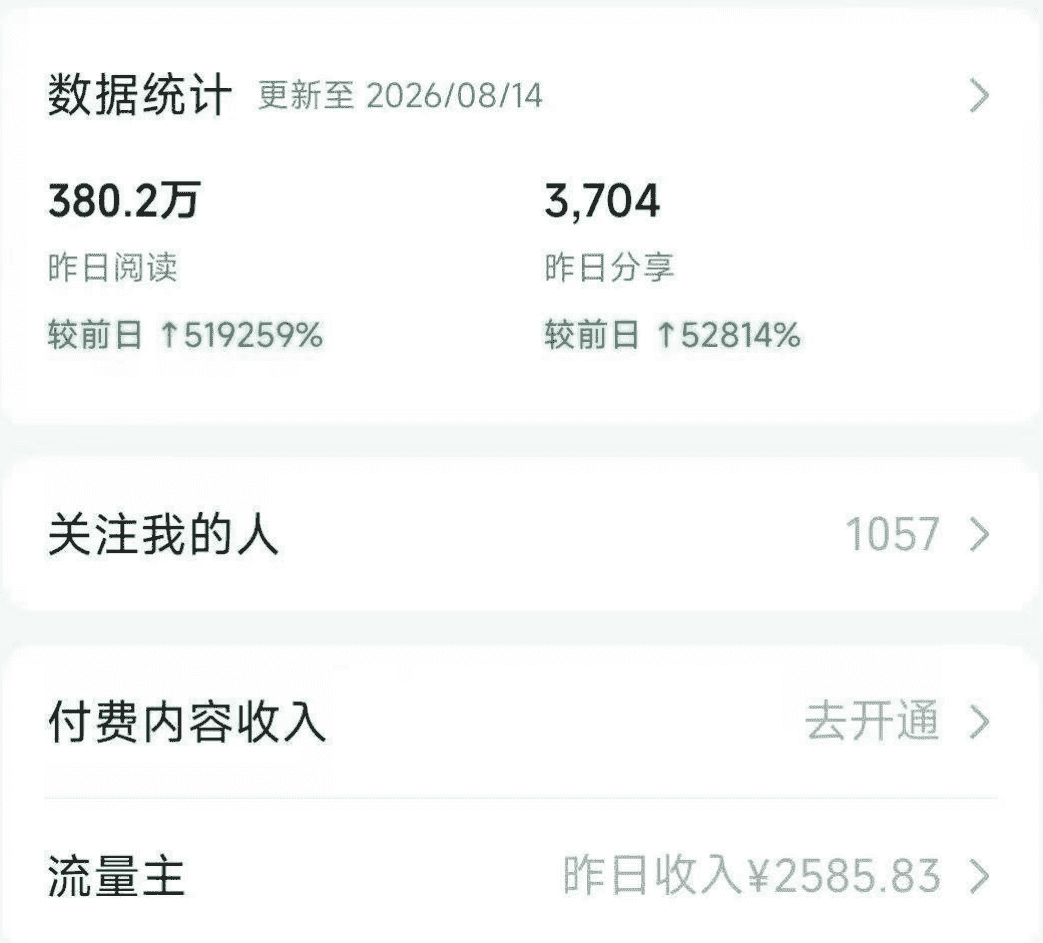 数据统计 更新至 2026/08/14
380.2万 3,704
昨日阅读 昨日分享
较前日 ↑519259% 较前日 ↑52814%
关注我的人 1057
付费内容收入 去开通
流量主 昨日收入¥2585.83